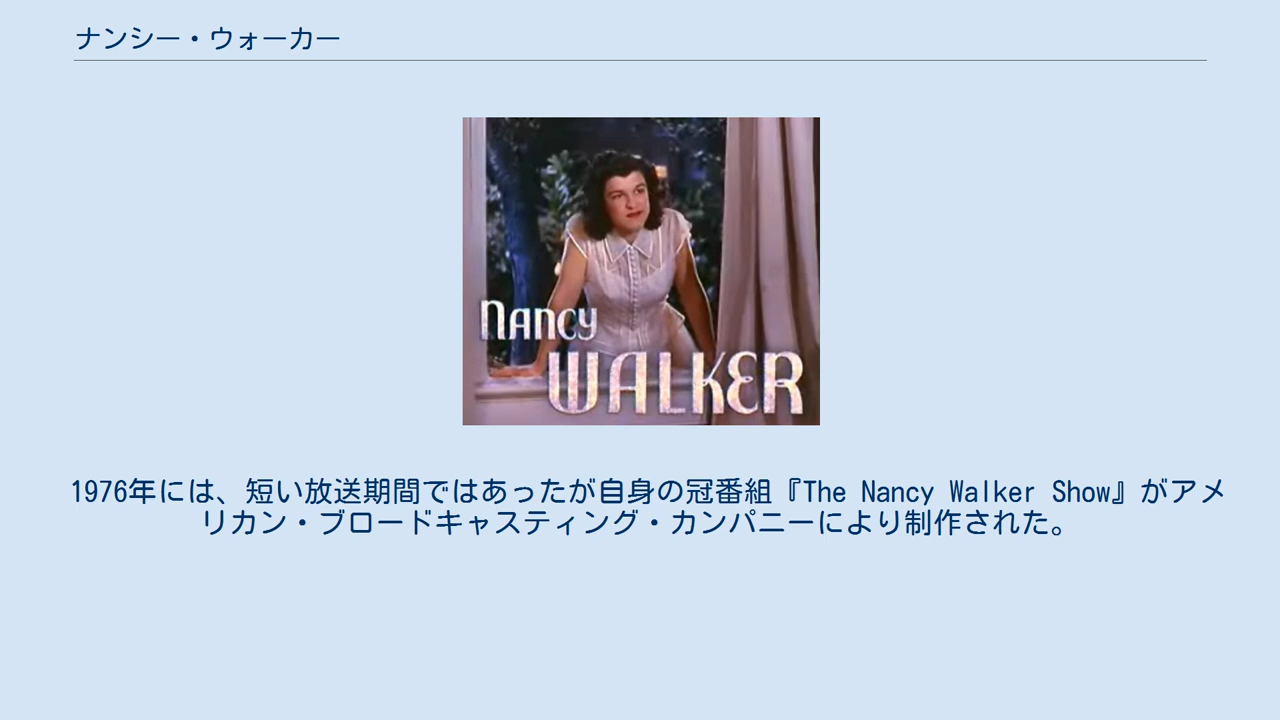 ナンシー・ウォーカー
NANCY
WALKER
1976年には、短い放送期間ではあったが自身の冠番組『The Nancy Walker Show』がアメ
リカン・ブロードキャスティング・カンパニーにより制作された。